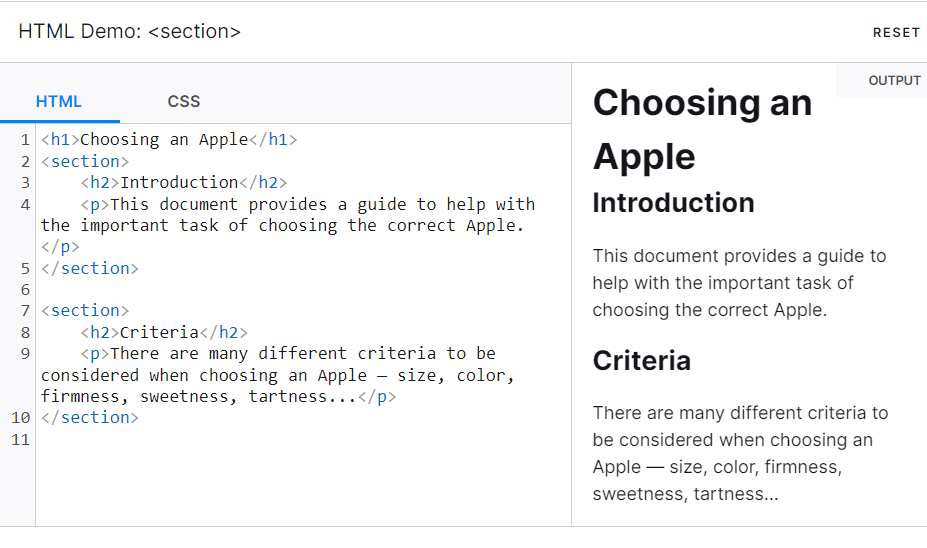 HTML Demo: <section>
RESET
HTML
CSS
OUTPUT
1 <h1>Choosing an Apple</h1>
2 <section>
3     <h2>Introduction</h2>
4     <p>This document provides a guide to help with
the important task of choosing the correct Apple.
</p>
5 </section>
6
7 <section>
8     <h2>Criteria</h2>
9     <p>There are many different criteria to be
considered when choosing an Apple — size, color,
firmness, sweetness, tartness...</p>
10 </section>
11
Choosing an
Apple
Introduction
This document provides a guide to
help with the important task of
choosing the correct Apple.
Criteria
There are many different criteria to
be considered when choosing an
Apple — size, color, firmness,
sweetness, tartness...